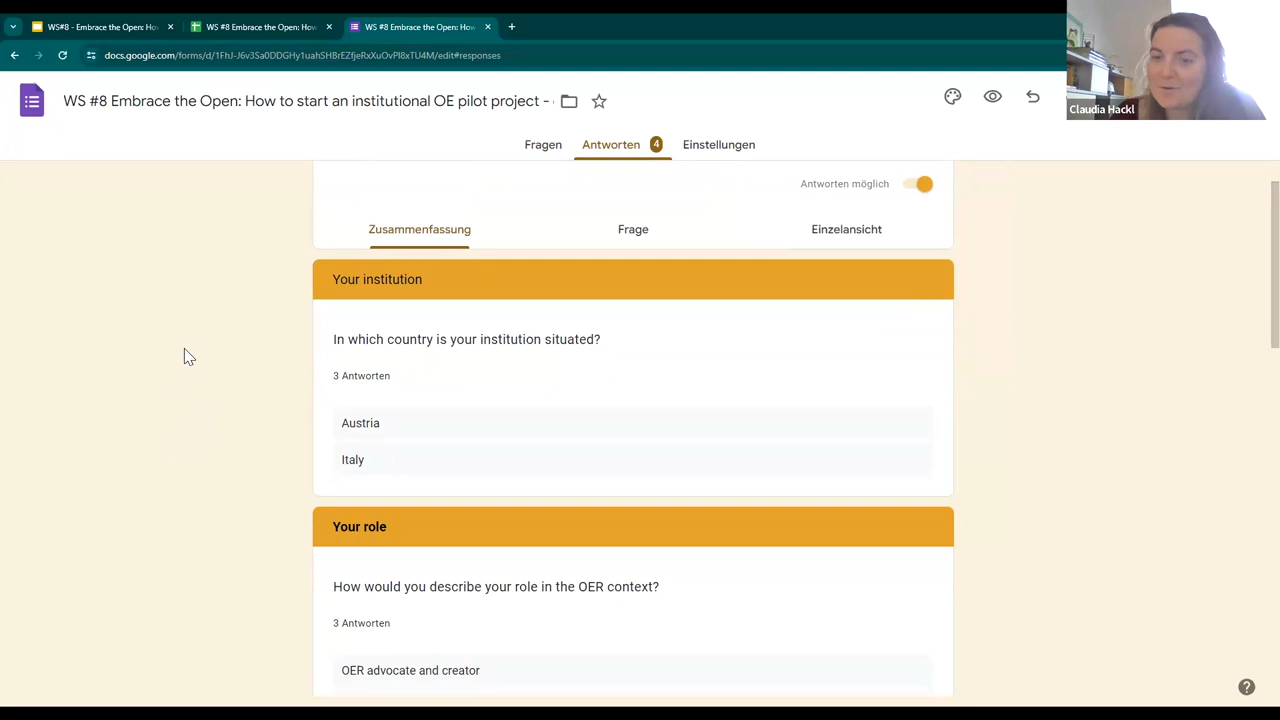 WS#8 - Embrace the Open: Ho
WS #8 Embrace the Open: How
WS #8 Embrace the Open: How
docs.google.com/forms/d/1FhJ-J6v3Sa0DDGHy1uahSHBrEZfjeRxXuOvPl8xTU4M/edit#responses
WS #8 Embrace the Open: How to start an institutional OE pilot project -
Claudia Hackl
Fragen
Antworten 4
Einstellungen
Antworten möglich
Zusammenfassung
Frage
Einzelansicht
Your institution
In which country is your institution situated?
3 Antworten
Austria
Italy
Your role
How would you describe your role in the OER context?
3 Antworten
OER advocate and creator